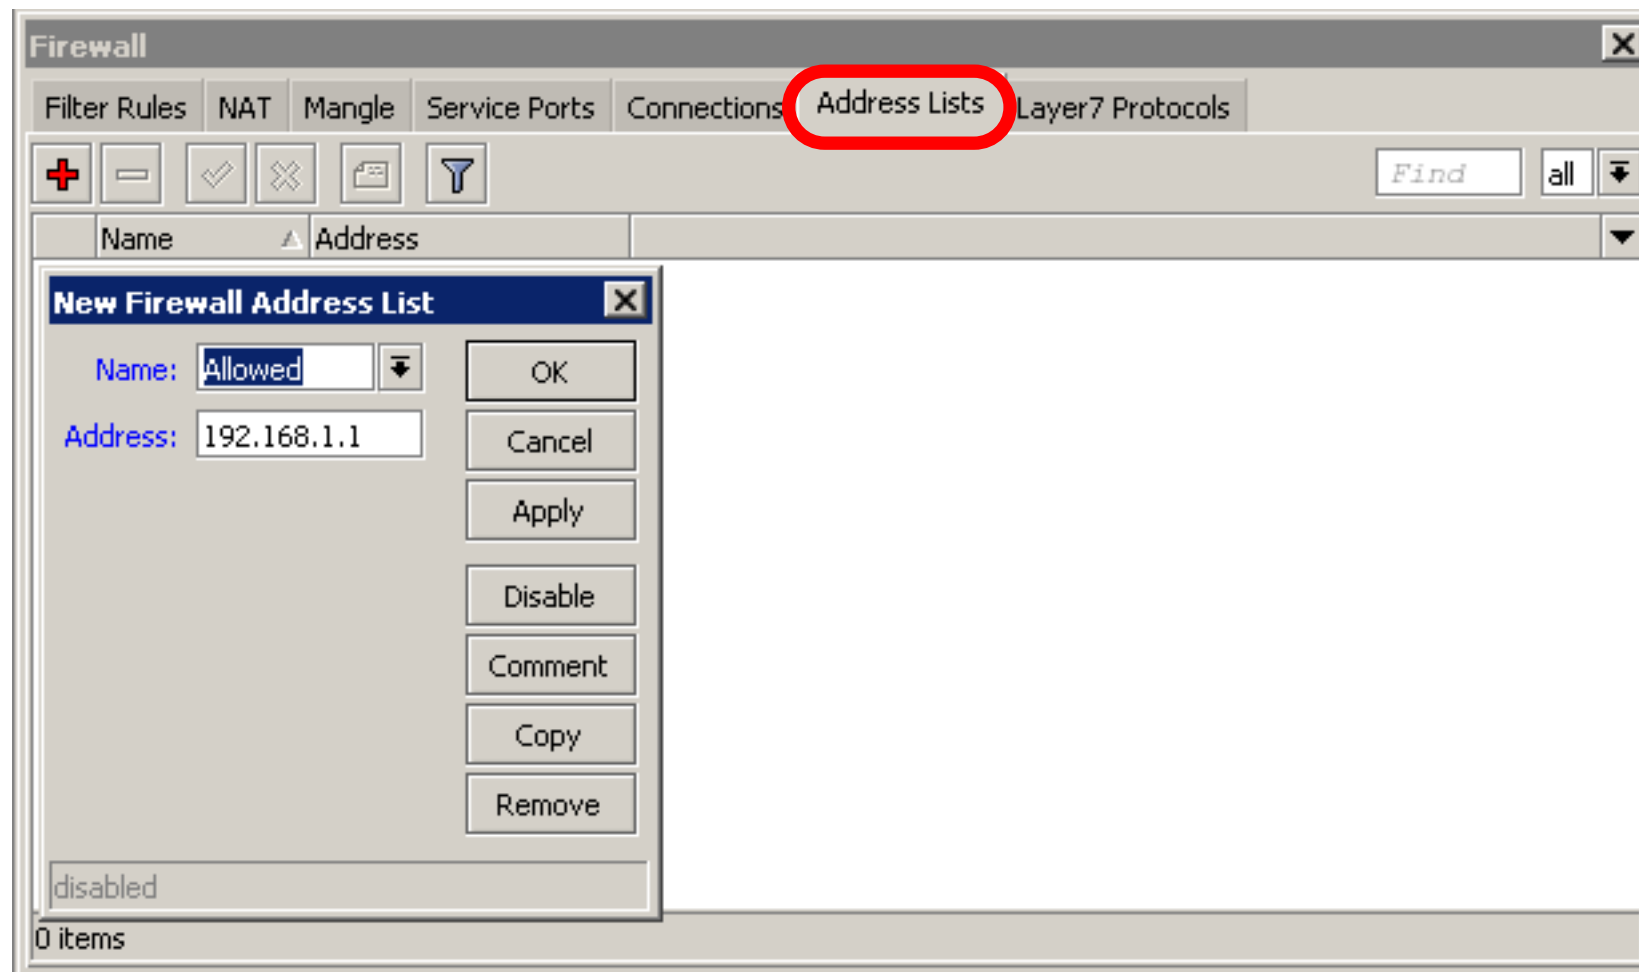 Firewall
Filter Rules NAT Mangle Service Ports Connections Address Lists Layer7 Protocols
Find all
Name Address
New Firewall Address List
Name: Allowed OK
Address: 192.168.1.1 Cancel
Apply
Disable
Comment
Copy
Remove
disabled
0 items